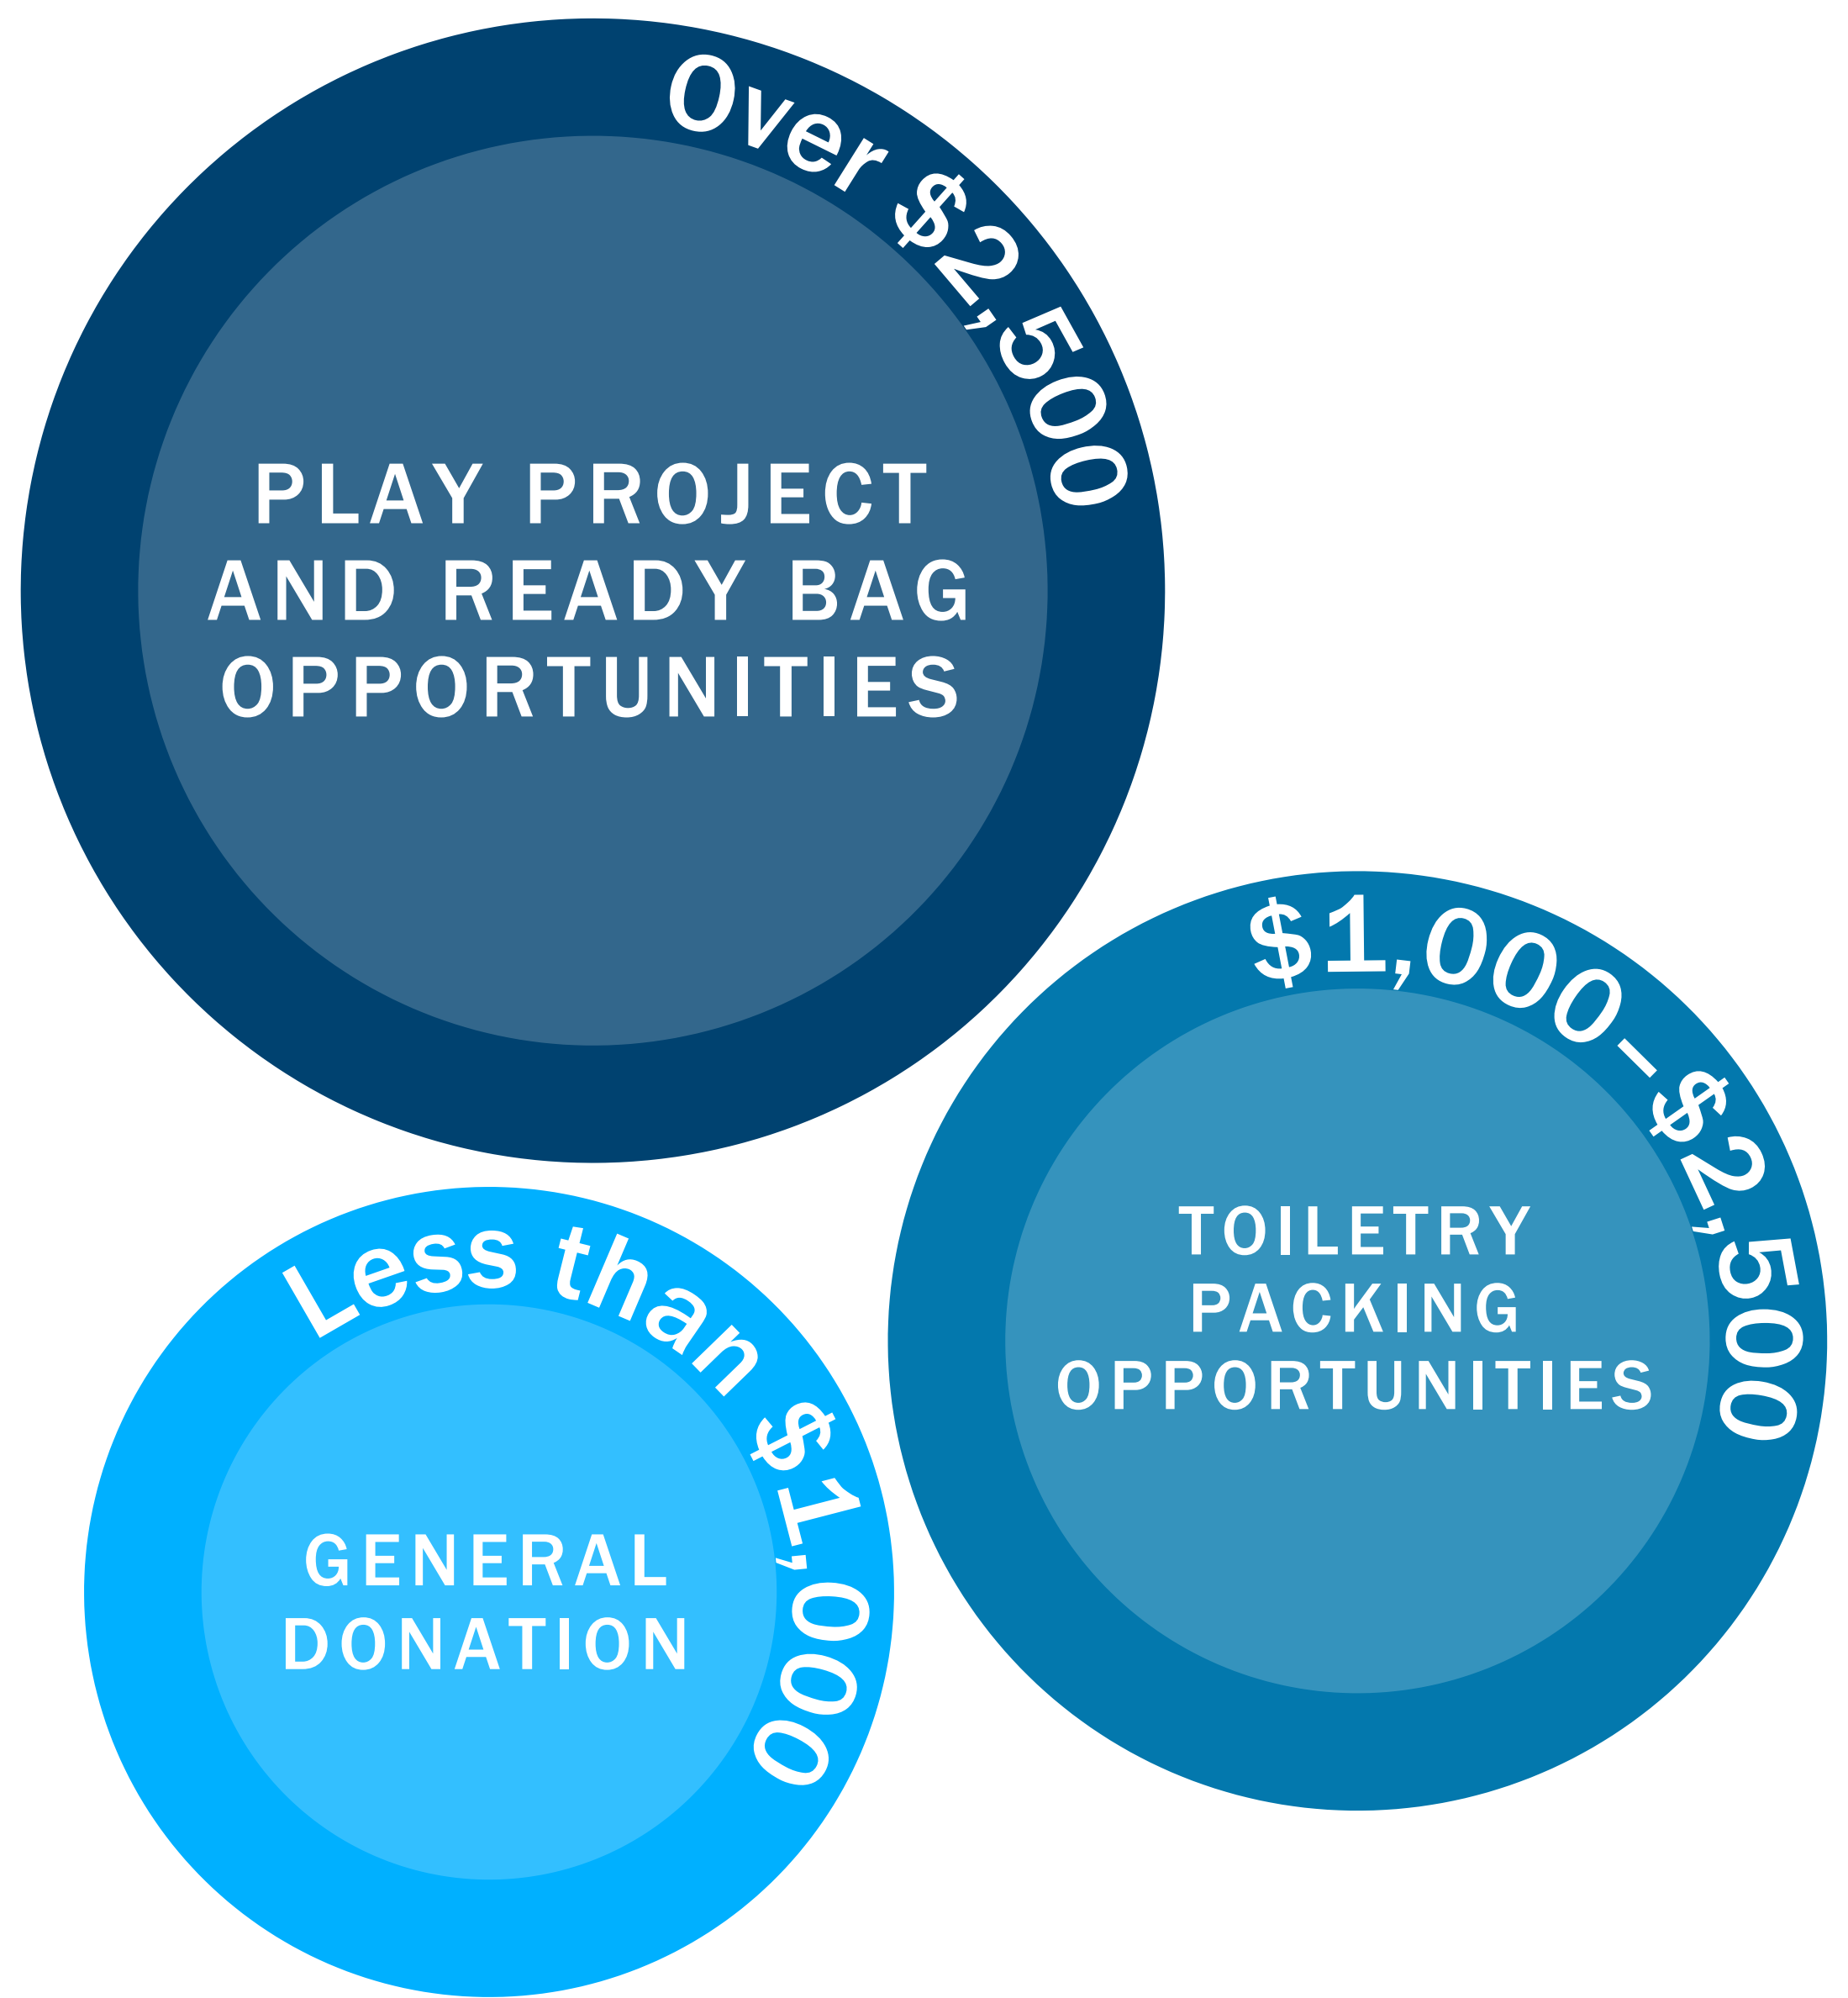 Over $2,500
PLAY PROJECT
AND READY BAG
OPPORTUNITIES
$1,000–$2,500
TOILETRY
PACKING
OPPORTUNITIES
Less than $1,000
GENERAL
DONATION